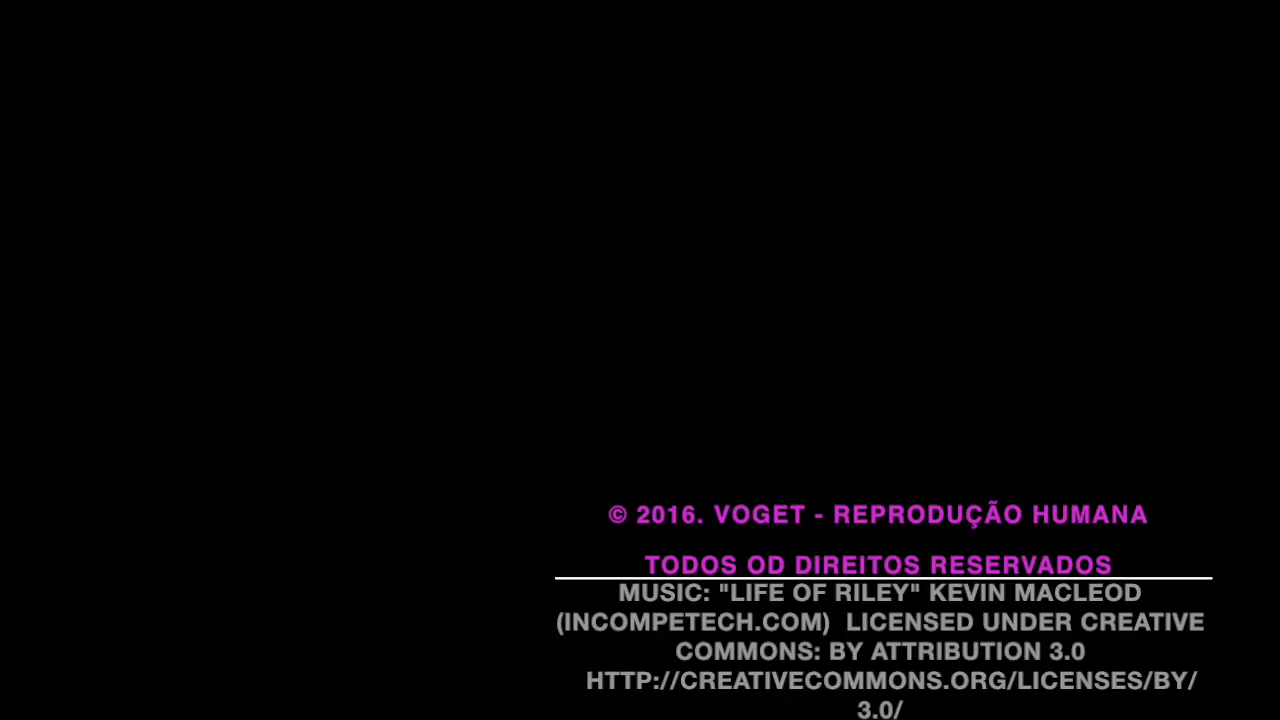 © 2016. VOGET - REPRODUÇÃO HUMANA
TODOS OD DIREITOS RESERVADOS
MUSIC: "LIFE OF RILEY" KEVIN MACLEOD
(INCOMPETECH.COM)  LICENSED UNDER CREATIVE
COMMONS: BY ATTRIBUTION 3.0
HTTP://CREATIVECOMMONS.ORG/LICENSES/BY/
3.0/